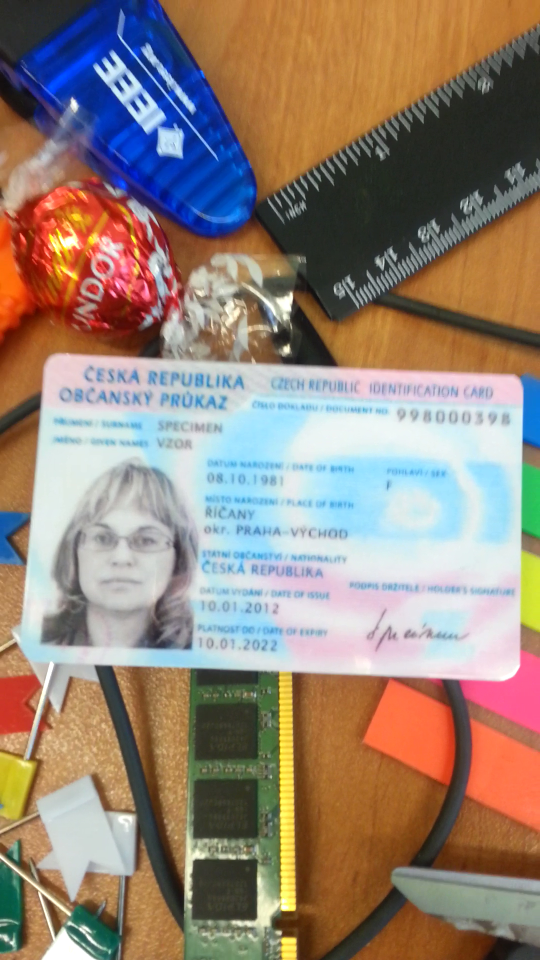 IEEE
INCH
15 14 13 12 11
LINDOR
ČESKÁ REPUBLIKA
CZECH REPUBLIC IDENTIFICATION CARD
OBČANSKÝ PRŮKAZ
ČÍSLO DOKLADU / DOCUMENT NO. 998000398
PŘÍJMENÍ / SURNAME SPECIMEN
JMÉNO / GIVEN NAMES VZOR
DATUM NAROZENÍ / DATE OF BIRTH
POHLAVÍ / SEX
08.10.1981
F
MÍSTO NAROZENÍ / PLACE OF BIRTH
ŘÍČANY
okr. PRAHA-VÝCHOD
STÁTNÍ OBČANSTVÍ / NATIONALITY
ČESKÁ REPUBLIKA
PODPIS DRŽITELE / HOLDER'S SIGNATURE
DATUM VYDÁNÍ / DATE OF ISSUE
10.01.2012
Specimen
PLATNOST DO / DATE OF EXPIRY
10.01.2022